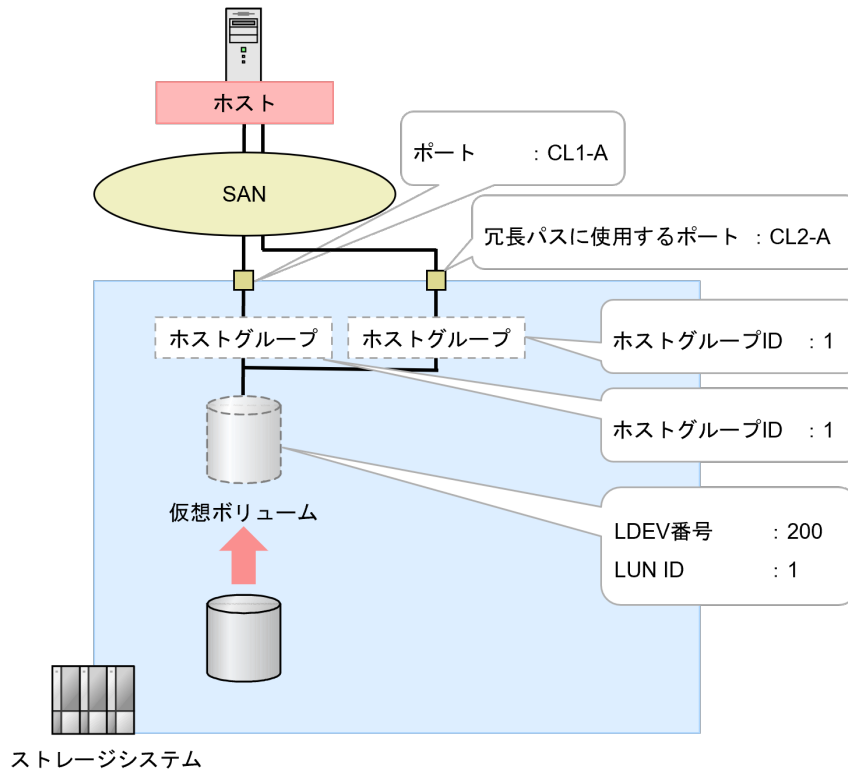 ホスト
ポート : CL1-A
SAN
冗長パスに使用するポート : CL2-A
ホストグループ
ホストグループ
ホストグループID : 1
ホストグループID : 1
仮想ボリューム
LDEV番号 : 200
LUN ID : 1
ストレージシステム